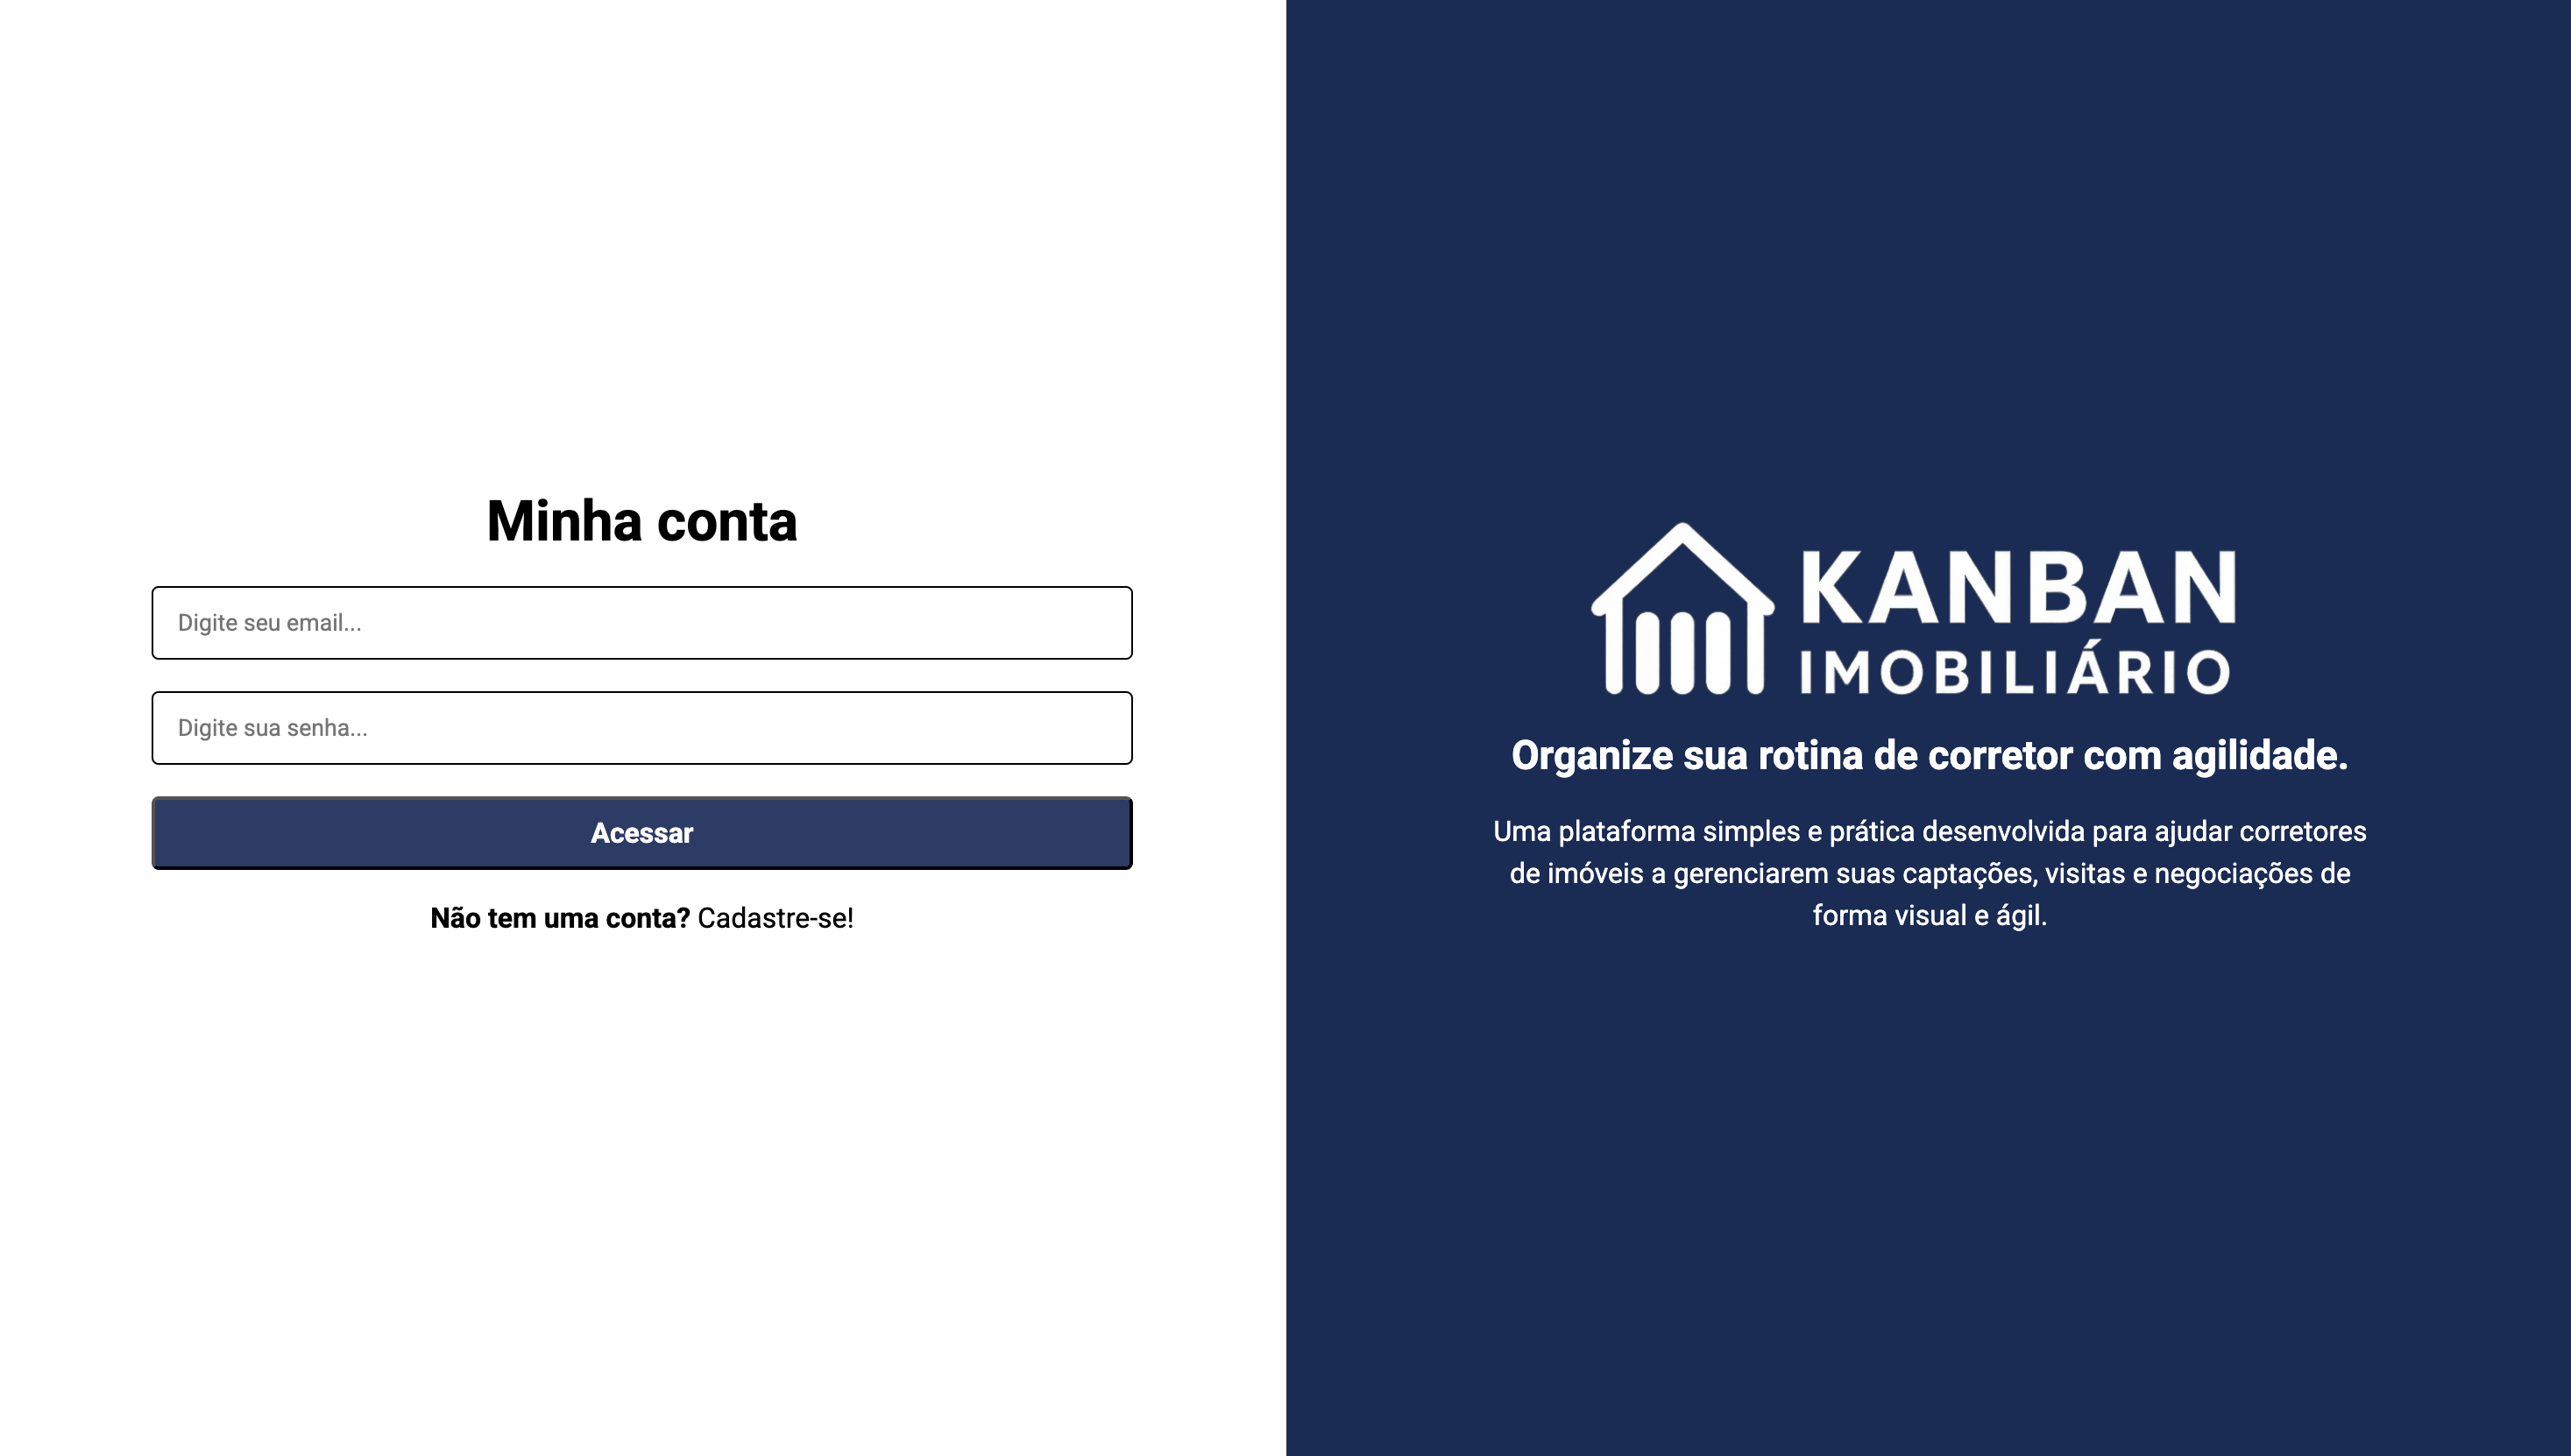 Minha conta
Digite seu email...
Digite sua senha...
Acessar
Não tem uma conta? Cadastre-se!
KANBAN
IMOBILIÁRIO
Organize sua rotina de corretor com agilidade.
Uma plataforma simples e prática desenvolvida para ajudar corretores
de imóveis a gerenciarem suas captações, visitas e negociações de
forma visual e ágil.